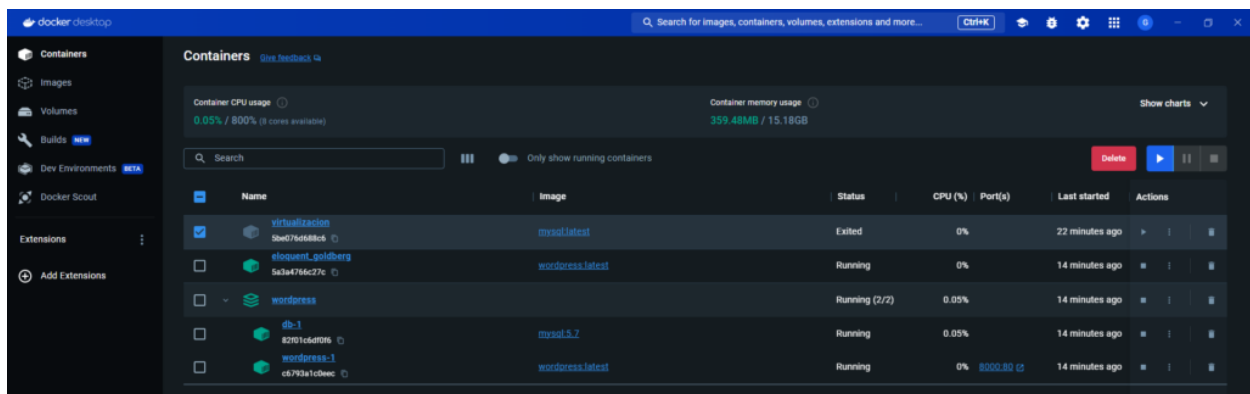 docker desktop
Search for images, containers, volumes, extensions and more...
Ctrl+K
G
Containers
Images
Volumes
Builds NEW
Dev Environments BETA
Docker Scout
Extensions
Add Extensions
Containers Give feedback
Container CPU usage
0.05% / 800% (8 cores available)
Container memory usage
359.48MB / 15.18GB
Show charts
Search
Only show running containers
Delete
Name Image Status CPU (%) Port(s) Last started Actions
virtualizacion
5be076d688c6
mysql:latest Exited 0% 22 minutes ago
eloquent_goldberg
5a3a4766c27c
wordpress:latest Running 0% 14 minutes ago
wordpress Running (2/2) 0.05% 14 minutes ago
db-1
82f01c6df0f6
mysql:5.7 Running 0.05% 14 minutes ago
wordpress-1
c6793a1c0eec
wordpress:latest Running 0% 8000:80 14 minutes ago